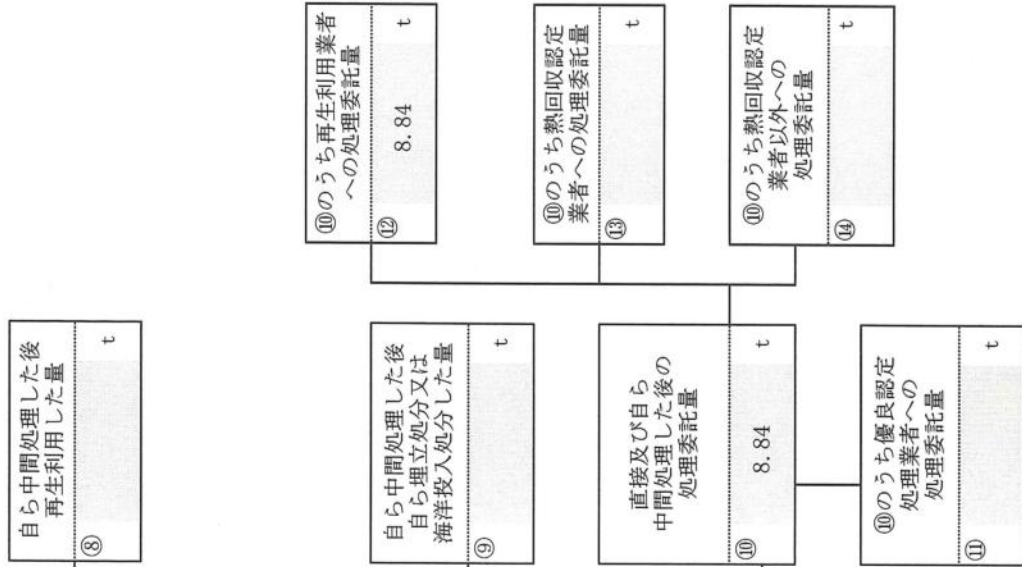 自ら中間処理した後
再生利用した量
⑧
t
自ら中間処理した後
自ら埋立処分又は
海洋投入処分した量
⑨
t
直接及び自ら
中間処理した後の
処理委託量
⑩
8.84
t
⑩のうち優良認定
処理業者への
処理委託量
⑪
t
⑩のうち再生利用業者
への処理委託量
⑫
8.84
t
⑩のうち熱回収認定
業者への処理委託量
⑬
t
⑩のうち熱回収認定
業者以外への
処理委託量
⑭
t